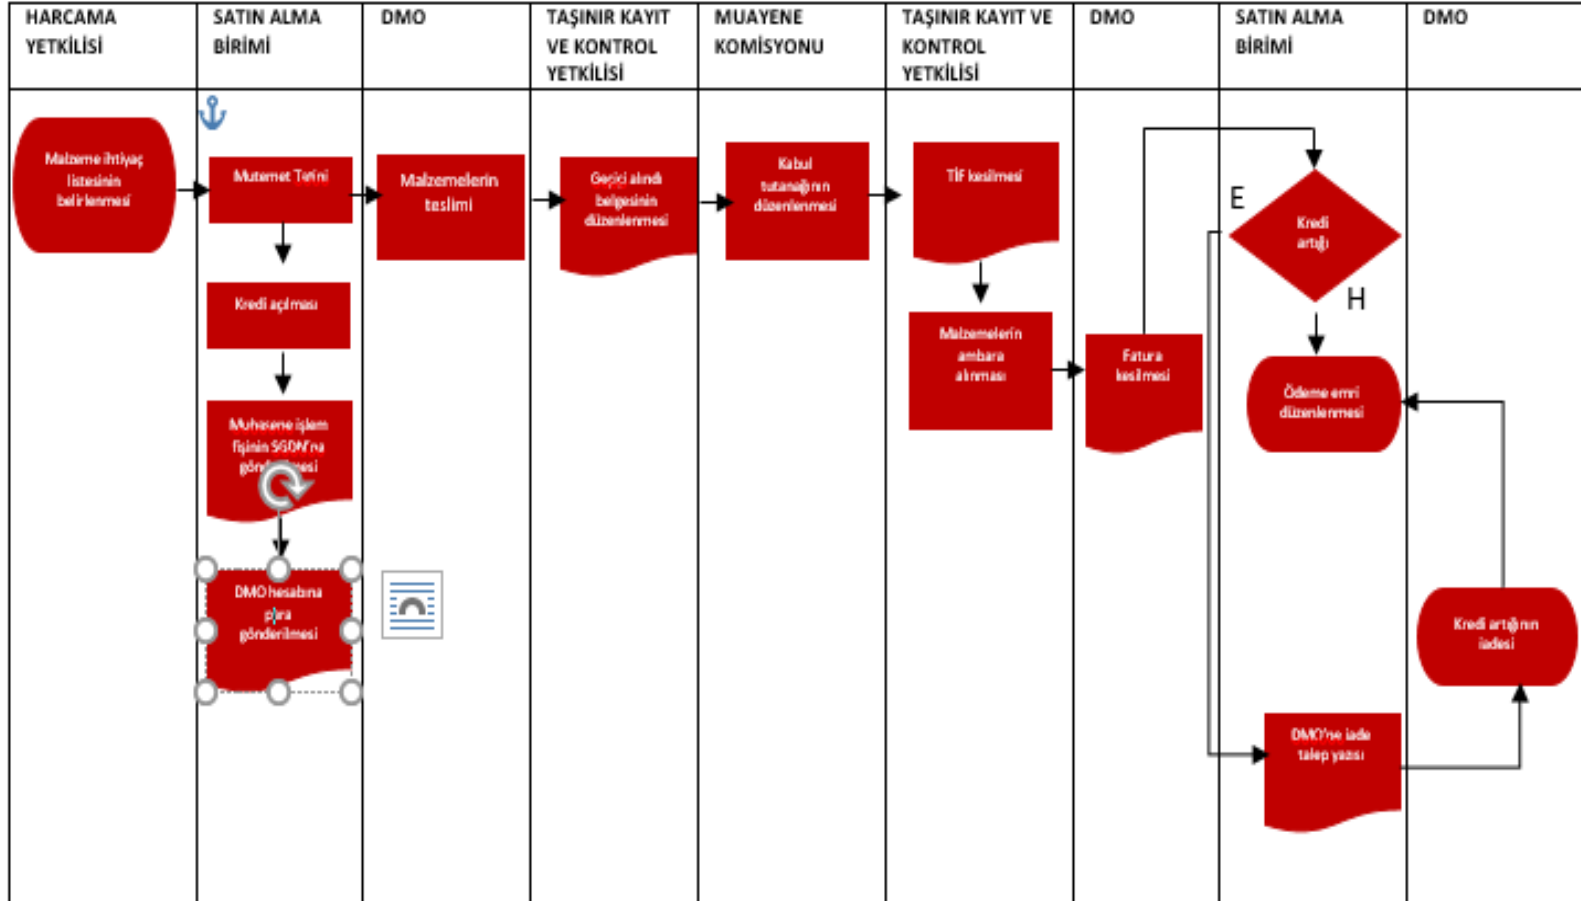 HARCAMA
YETKİLİSİ
SATIN ALMA
BİRİMİ
DMO
TAŞINIR KAYIT
VE KONTROL
YETKİLİSİ
MUAYENE
KOMİSYONU
TAŞINIR KAYIT VE
KONTROL
YETKİLİSİ
DMO
SATIN ALMA
BİRİMİ
DMO
Malzeme ihtiyaç
listesinin
belirlenmesi
Mutemet Tayini
Kredi açılması
Muhasebe işlem
fişinin SGDN'na
DMO hesabına
para
gönderilmesi
Malzemelerin
teslimi
Geçici alındı
belgesinin
düzenlenmesi
Kabul
tutanağının
düzenlenmesi
TİF kesilmesi
Malzemelerin
ambara
alınması
Fatura
kesilmesi
E
Kredi
artığı
H
Ödeme emri
düzenlenmesi
DMO'ne iade
talep yazısı
Kredi artığının
iadesi